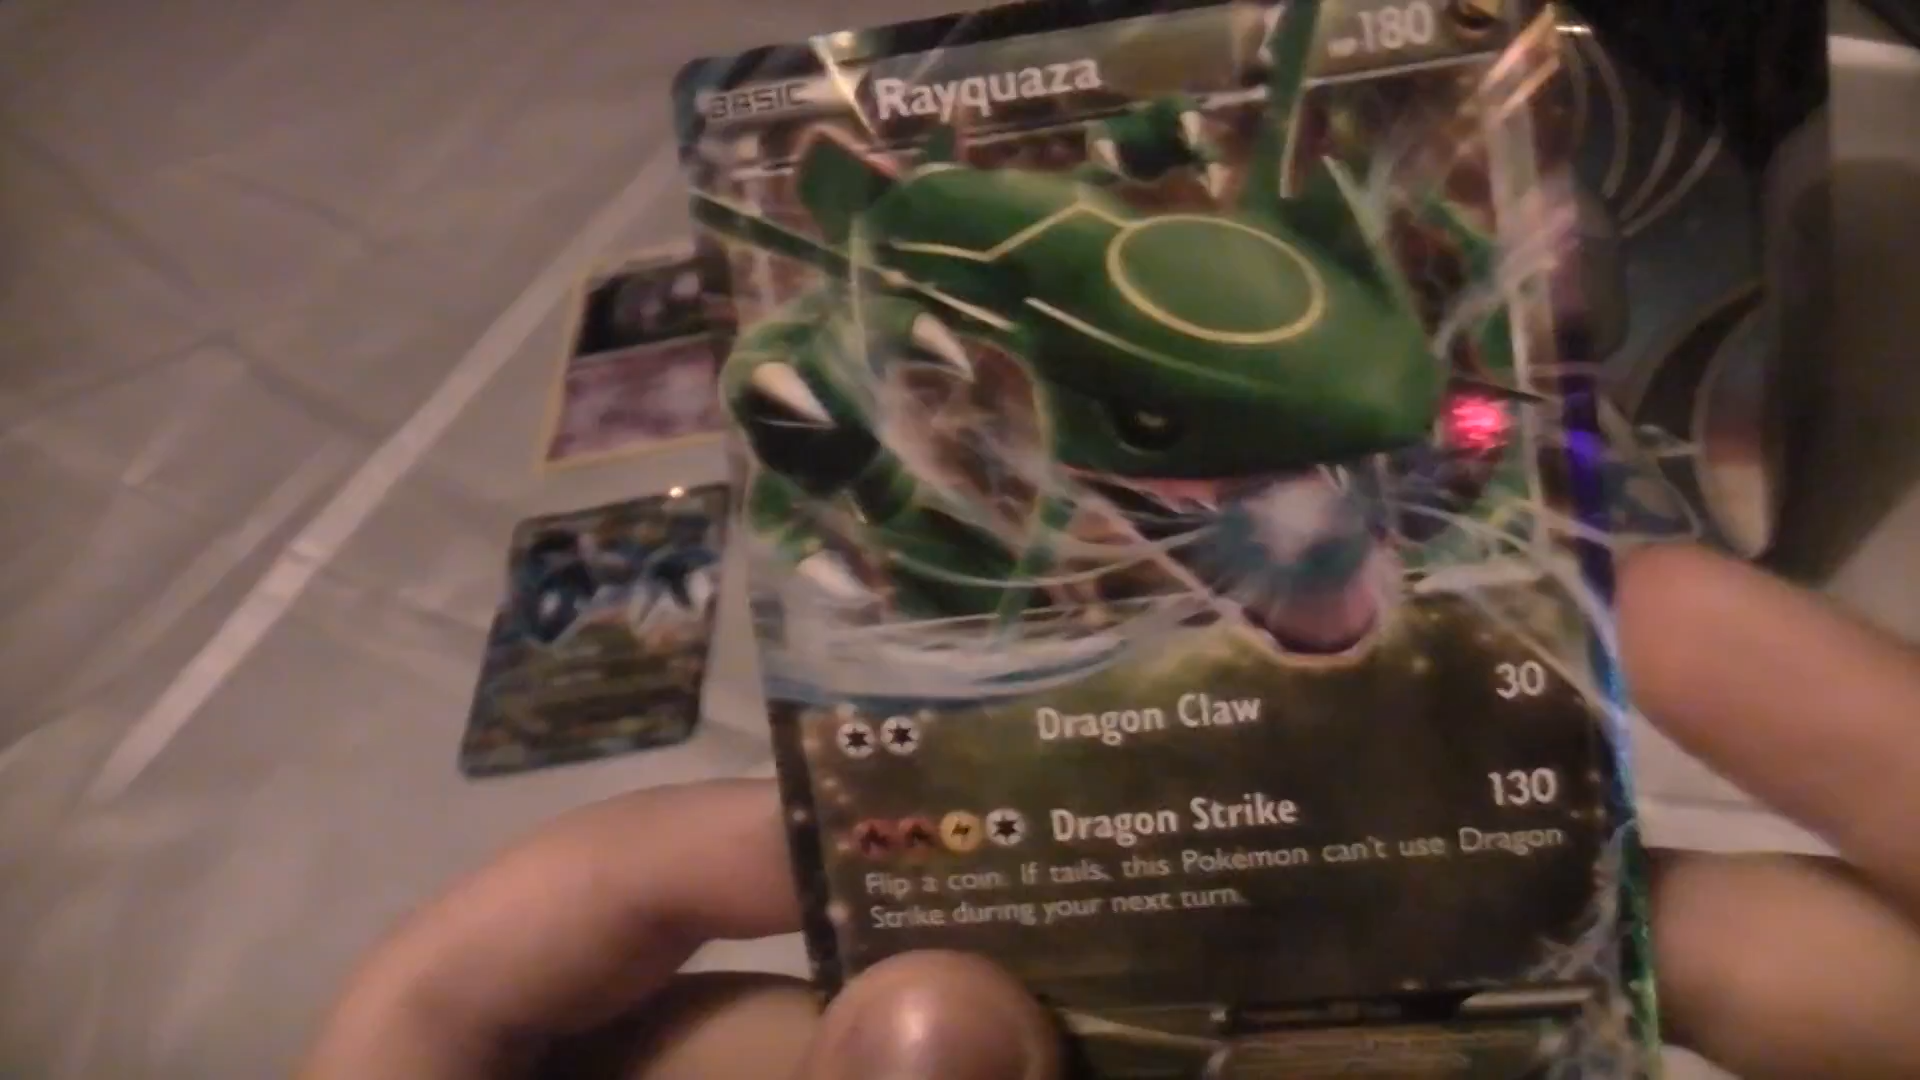 BASIC Rayquaza HP180
Dragon Claw 30
Dragon Strike 130
Flip a coin. If tails, this Pokémon can't use Dragon
Strike during your next turn.